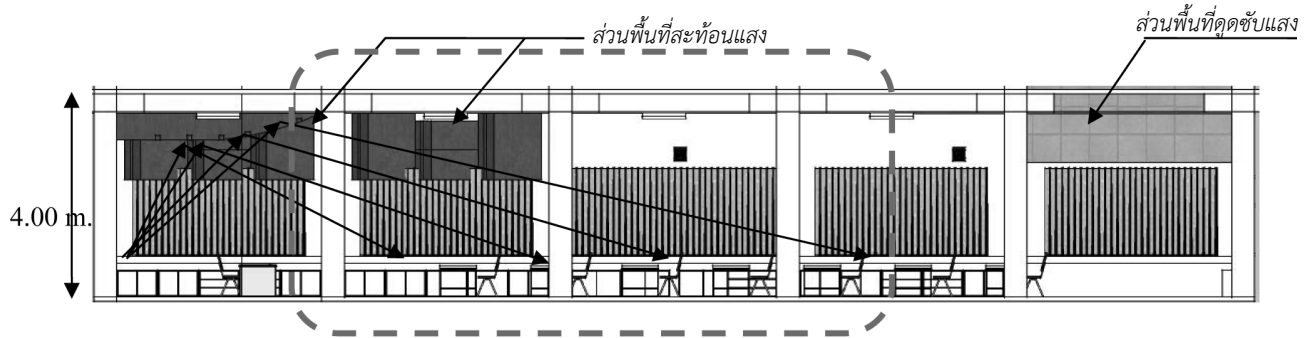 ส่วนพื้นที่สะท้อนแสง
ส่วนพื้นที่ดูดซับแสง
4.00 m.